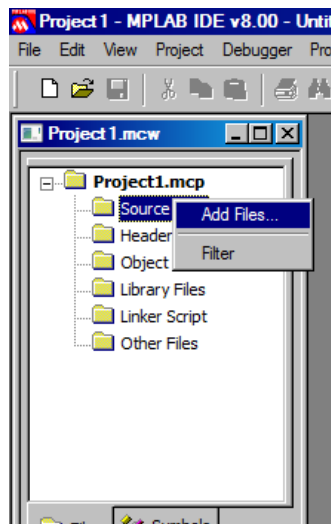 Project1 - MPLAB IDE v8.00 - Unti
File Edit View Project Debugger Pro
Project1.mcw
Project1.mcp
Source
Add Files...
Header
Filter
Object
Library Files
Linker Script
Other Files
Symbols